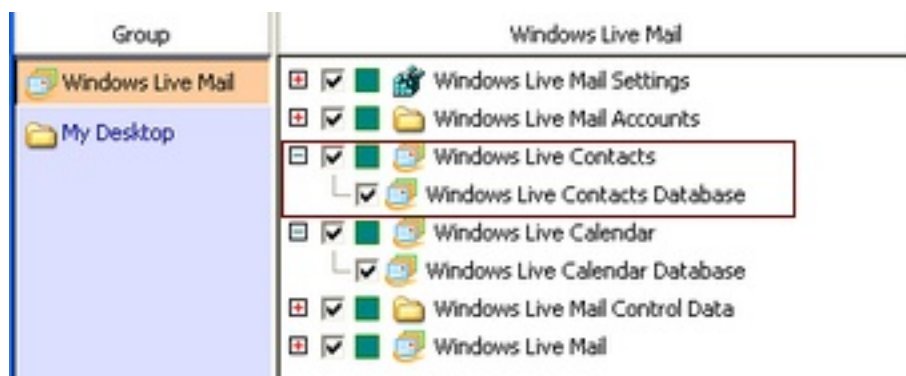 Group
Windows Live Mail
Windows Live Mail
My Desktop
Windows Live Mail Settings
Windows Live Mail Accounts
Windows Live Contacts
Windows Live Contacts Database
Windows Live Calendar
Windows Live Calendar Database
Windows Live Mail Control Data
Windows Live Mail